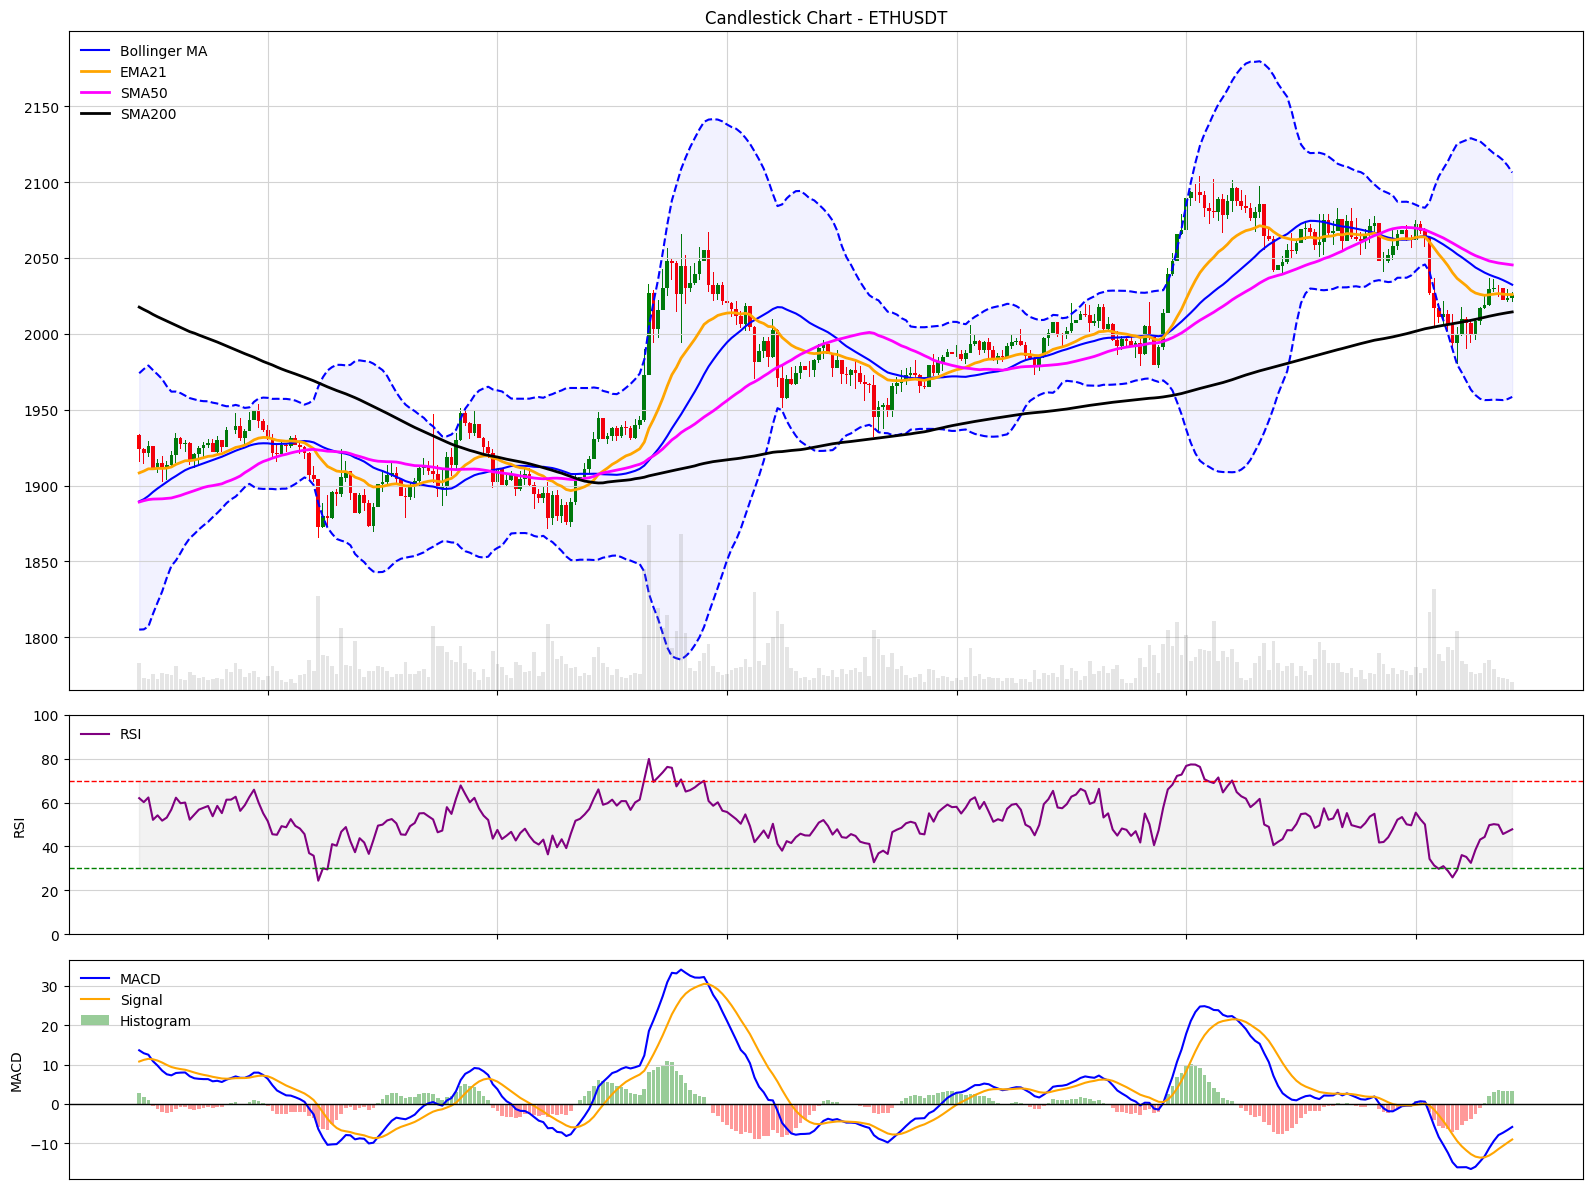 Candlestick Chart - ETHUSDT
Bollinger MA
EMA21
SMA50
SMA200
2150
2100
2050
2000
1950
1900
1850
1800
100
80
60
40
20
0
RSI
RSI
30
20
10
0
−10
MACD
MACD
Signal
Histogram